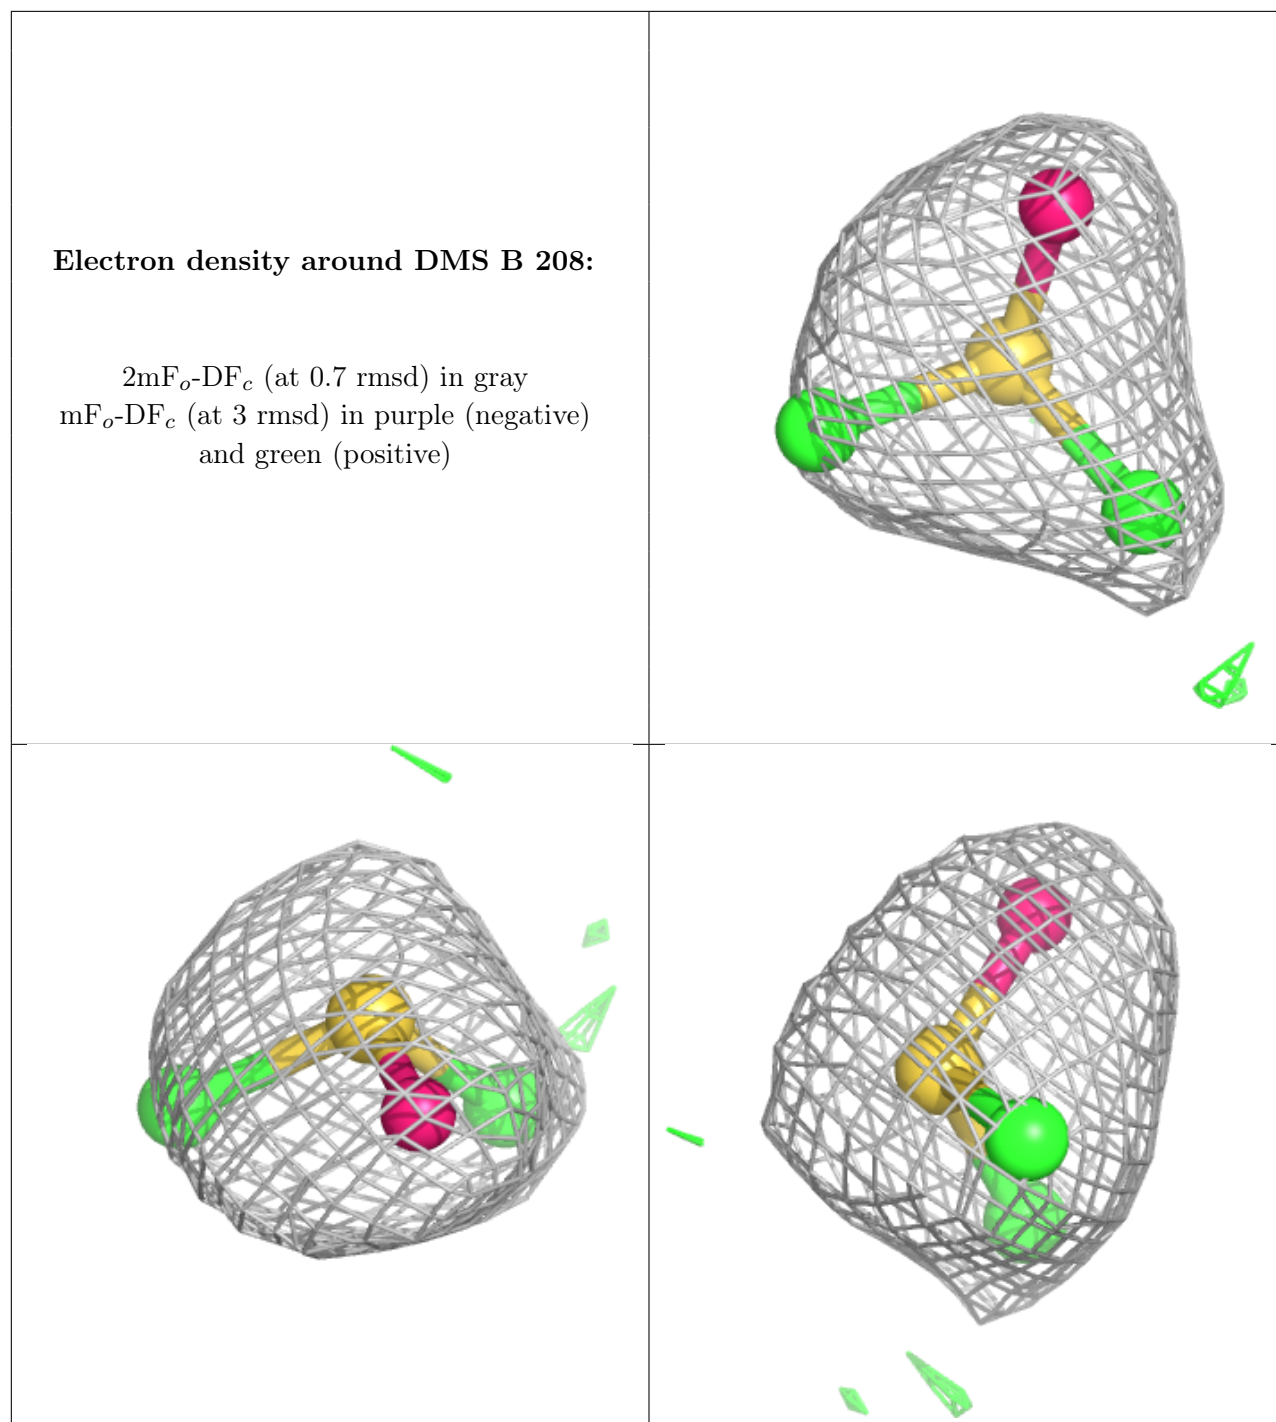 Electron density around DMS B 208:
2mFo-DFc (at 0.7 rmsd) in gray
mFo-DFc (at 3 rmsd) in purple (negative)
and green (positive)